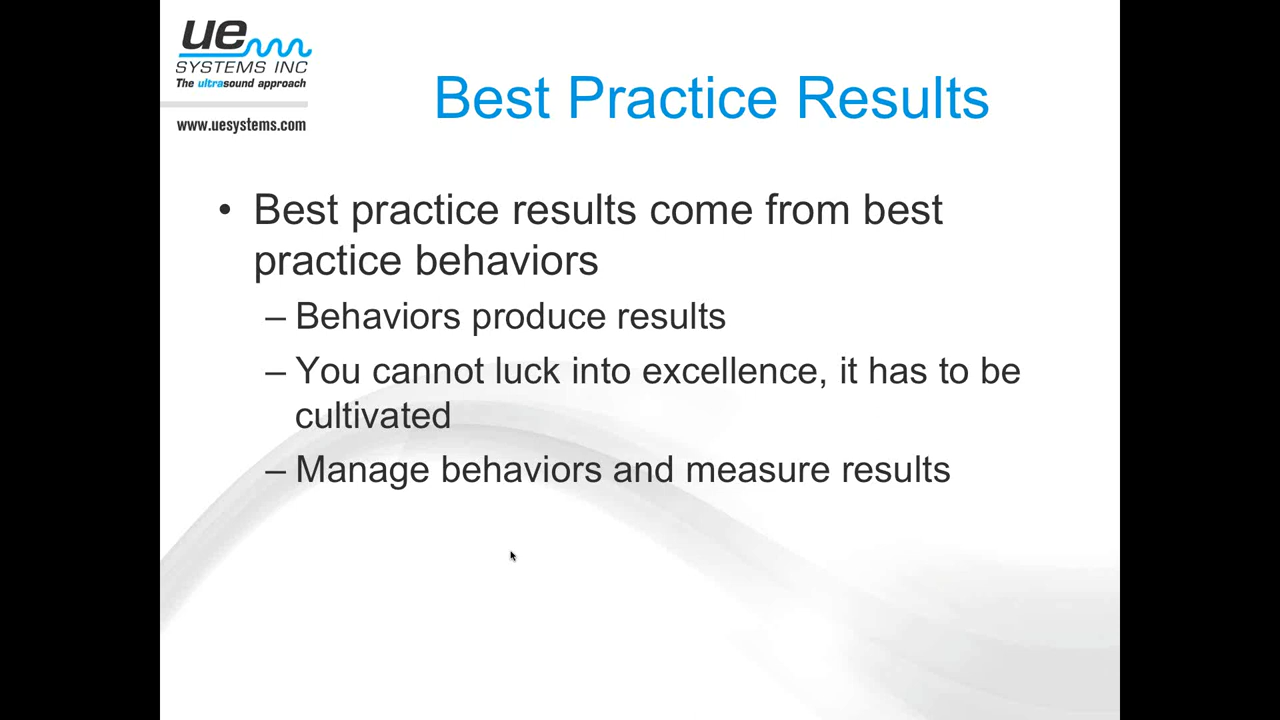 ue
SYSTEMS INC
The ultrasound approach
www.uesystems.com
Best Practice Results
• Best practice results come from best
practice behaviors
– Behaviors produce results
– You cannot luck into excellence, it has to be
cultivated
– Manage behaviors and measure results